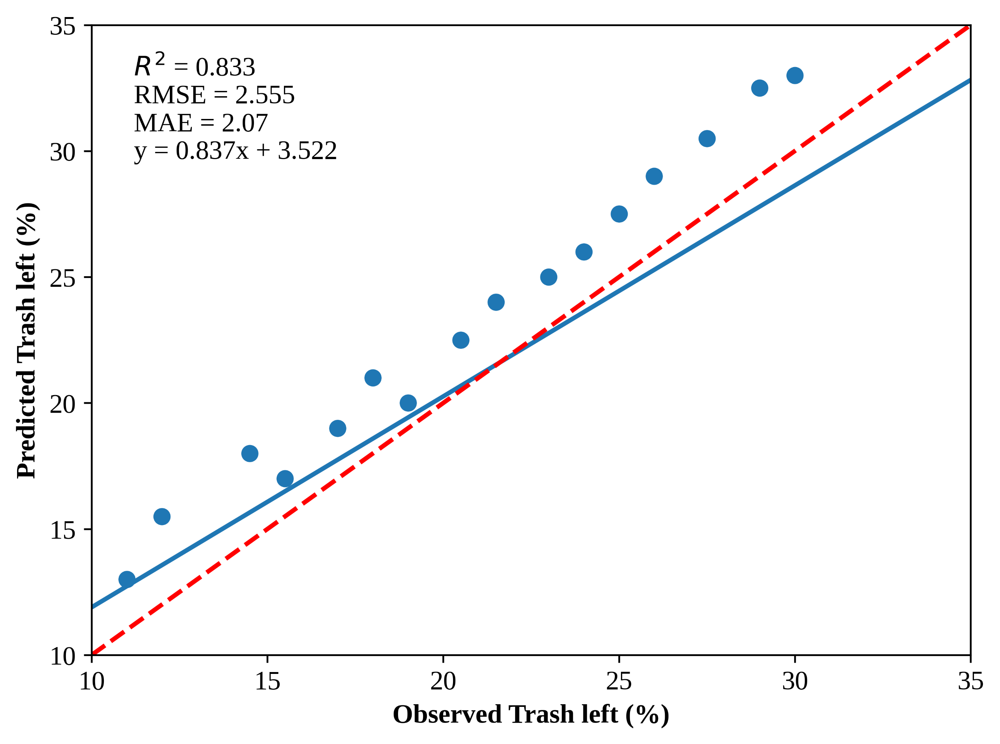 R² = 0.833
RMSE = 2.555
MAE = 2.07
y = 0.837x + 3.522
Predicted Trash left (%)
35
30
25
20
15
10
10 15 20 25 30 35
Observed Trash left (%)